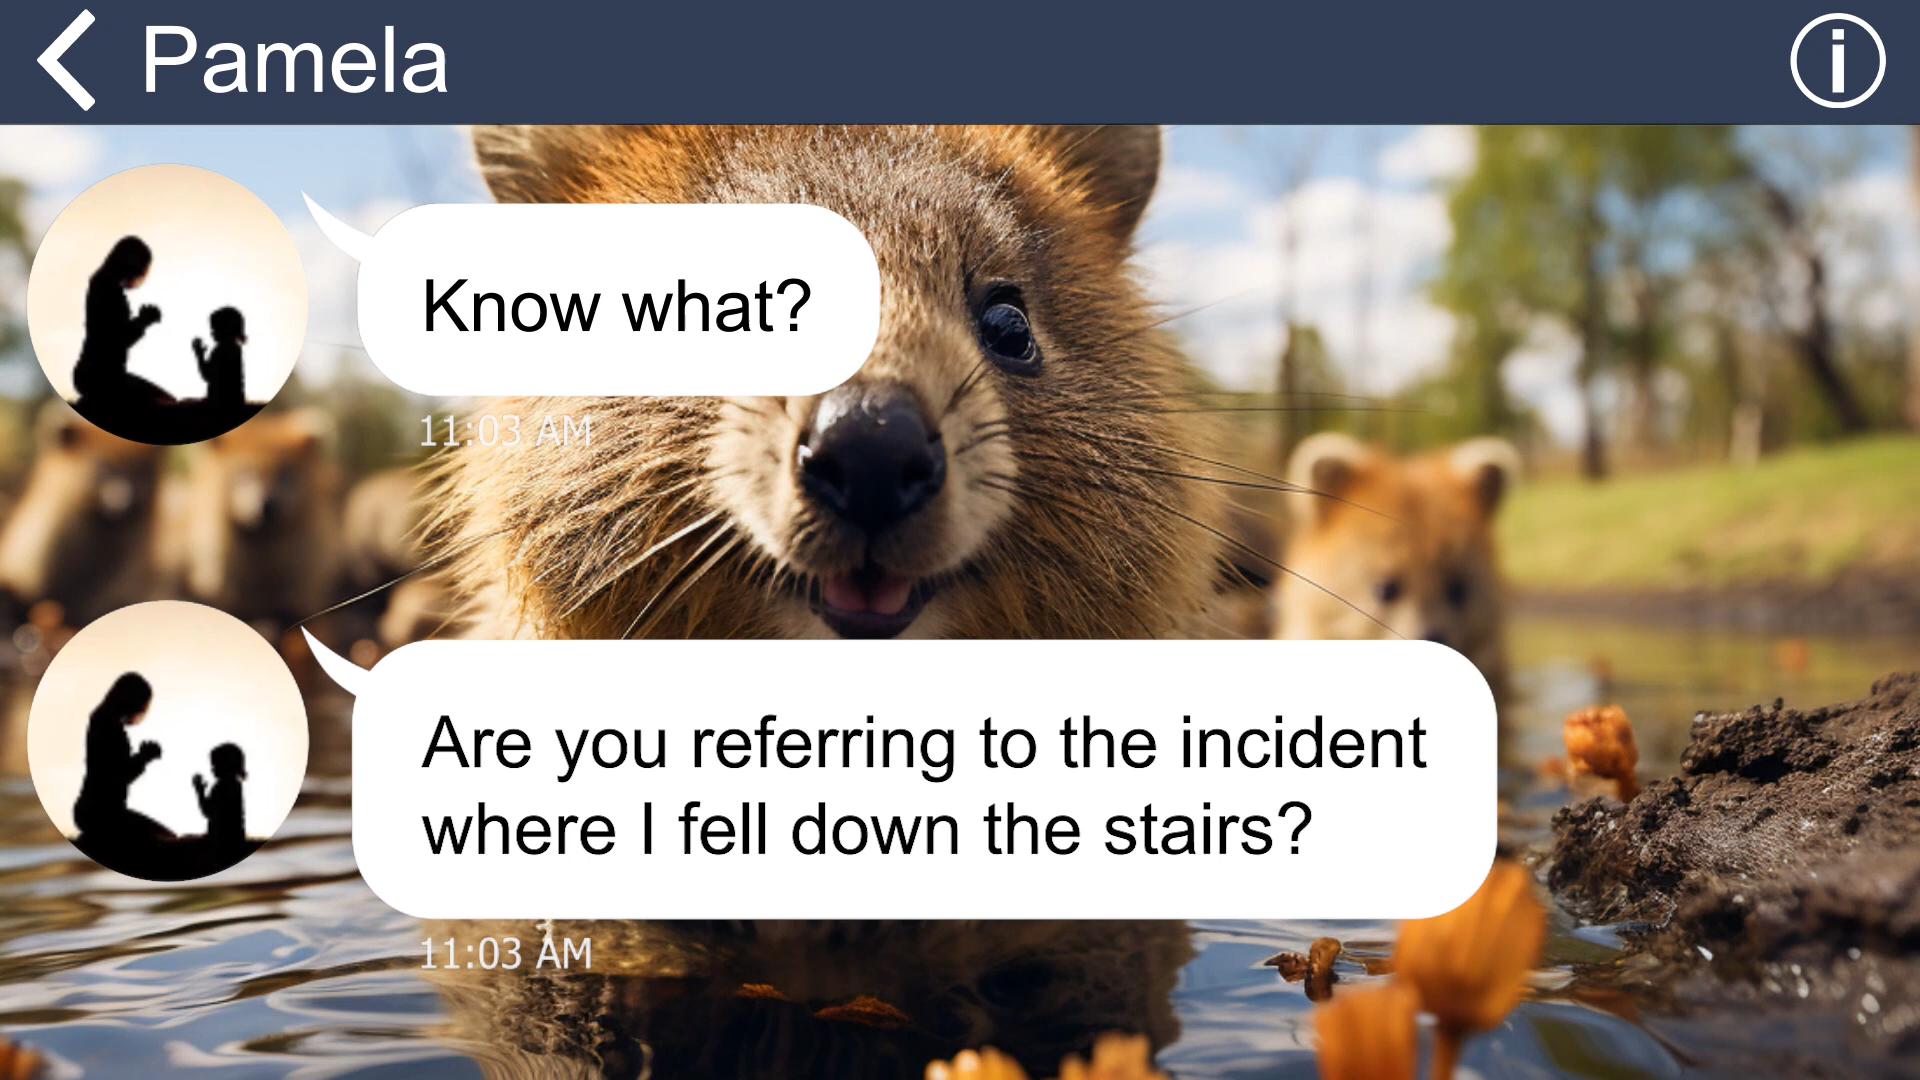 Pamela
Know what?
11:03 AM
Are you referring to the incident
where I fell down the stairs?
11:03 AM